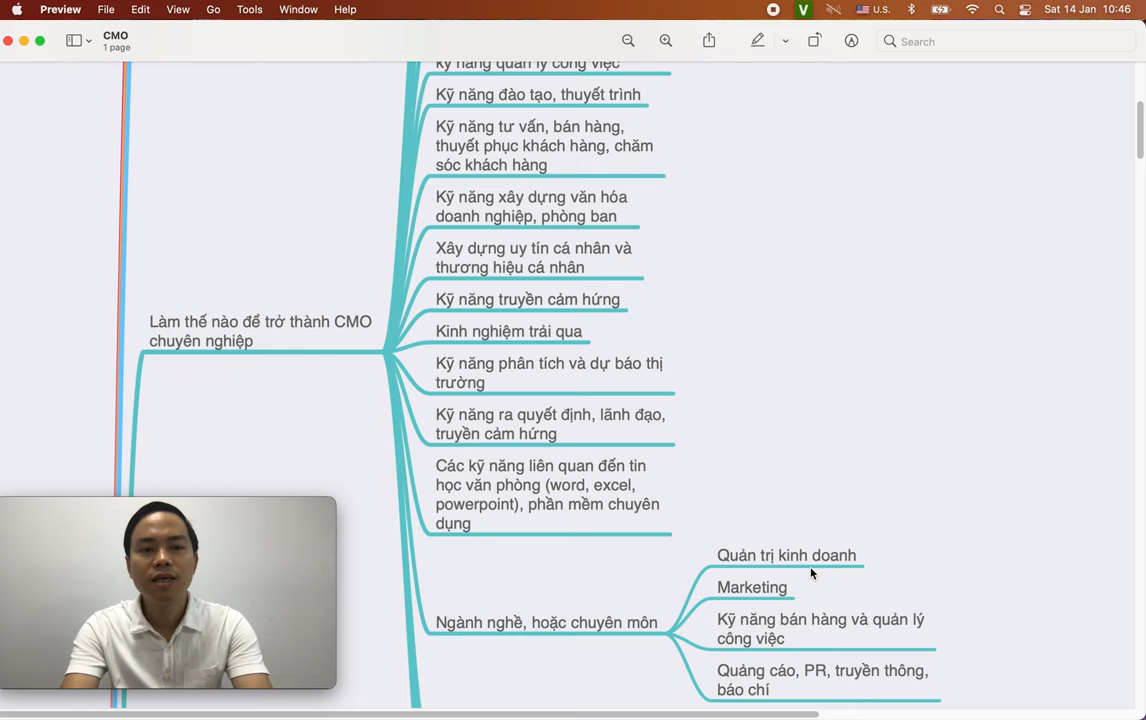 Preview File Edit View Go Tools Window Help
V U.S. Sat 14 Jan 10:46
CMO
1 page
Search
kỹ năng quản lý công việc
Kỹ năng đào tạo, thuyết trình
Kỹ năng tư vấn, bán hàng,
thuyết phục khách hàng, chăm
sóc khách hàng
Kỹ năng xây dựng văn hóa
doanh nghiệp, phòng ban
Xây dựng uy tín cá nhân và
thương hiệu cá nhân
Kỹ năng truyền cảm hứng
Làm thế nào để trở thành CMO
chuyên nghiệp
Kinh nghiệm trải qua
Kỹ năng phân tích và dự báo thị
trường
Kỹ năng ra quyết định, lãnh đạo,
truyền cảm hứng
Các kỹ năng liên quan đến tin
học văn phòng (word, excel,
powerpoint), phần mềm chuyên
dụng
Ngành nghề, hoặc chuyên môn
Quản trị kinh doanh
Marketing
Kỹ năng bán hàng và quản lý
công việc
Quảng cáo, PR, truyền thông,
báo chí